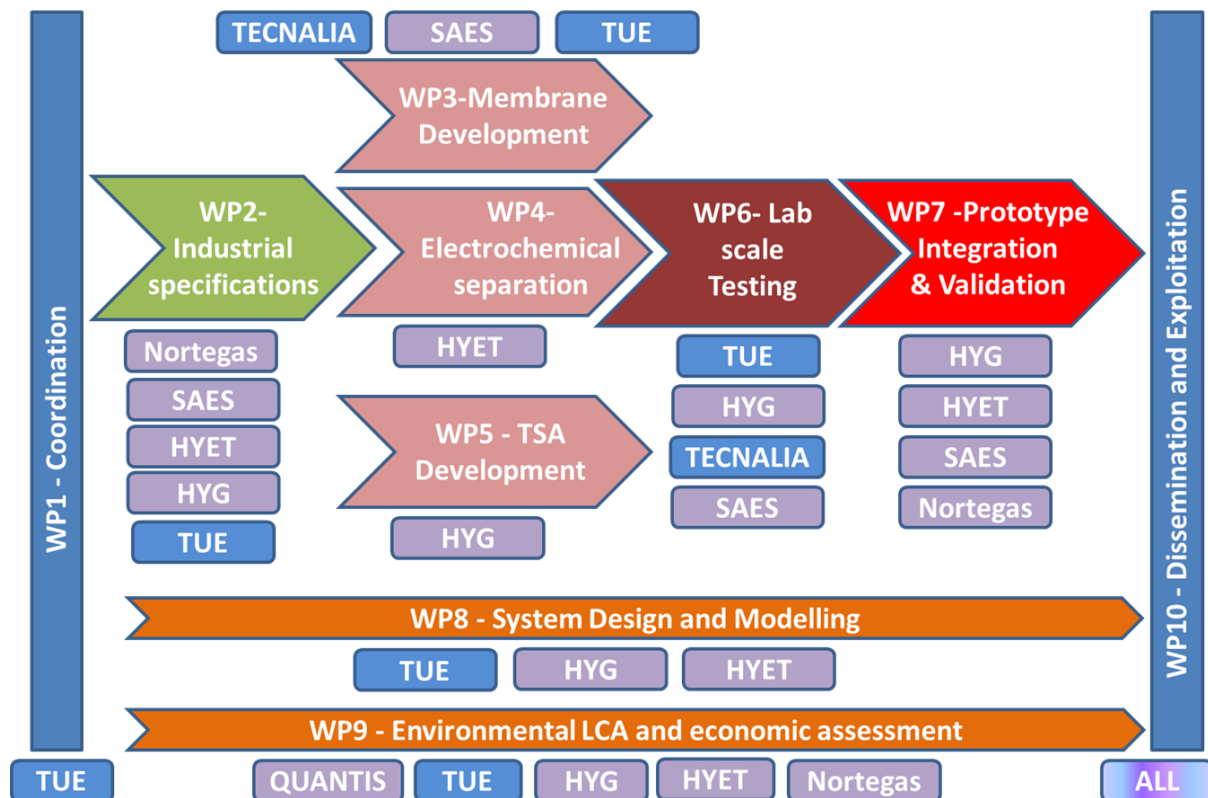 TECNALIA
SAES
TUE
WP3-Membrane
Development
WP2-
Industrial
specifications
WP4-
Electrochemical
separation
WP6- Lab
scale
Testing
WP7 -Prototype
Integration
& Validation
WP1 - Coordination
WP10 - Dissemination and Exploitation
Nortegas
SAES
HYET
HYG
TUE
HYET
WP5 - TSA
Development
HYG
TUE
HYG
TECNALIA
SAES
HYG
HYET
SAES
Nortegas
WP8 - System Design and Modelling
TUE
HYG
HYET
WP9 - Environmental LCA and economic assessment
TUE
QUANTIS
TUE
HYG
HYET
Nortegas
ALL